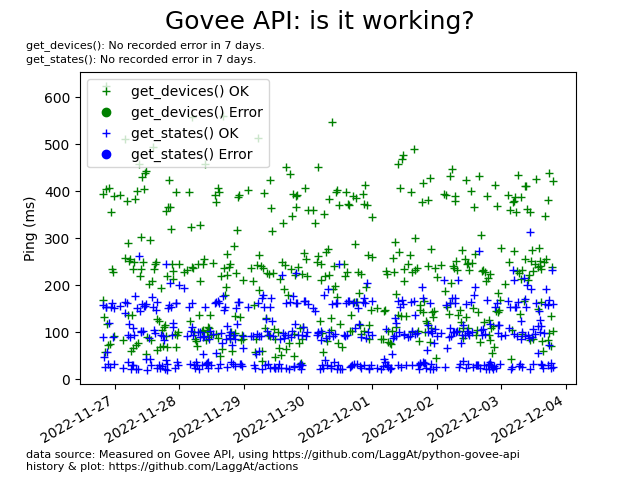 Govee API: is it working?
get_devices(): No recorded error in 7 days.
get_states(): No recorded error in 7 days.
get_devices() OK
get_devices() Error
get_states() OK
get_states() Error
Ping (ms)
600
500
400
300
200
100
0
2022-11-27
2022-11-28
2022-11-29
2022-11-30
2022-12-01
2022-12-02
2022-12-03
2022-12-04
data source: Measured on Govee API, using https://github.com/LaggAt/python-govee-api
history & plot: https://github.com/LaggAt/actions